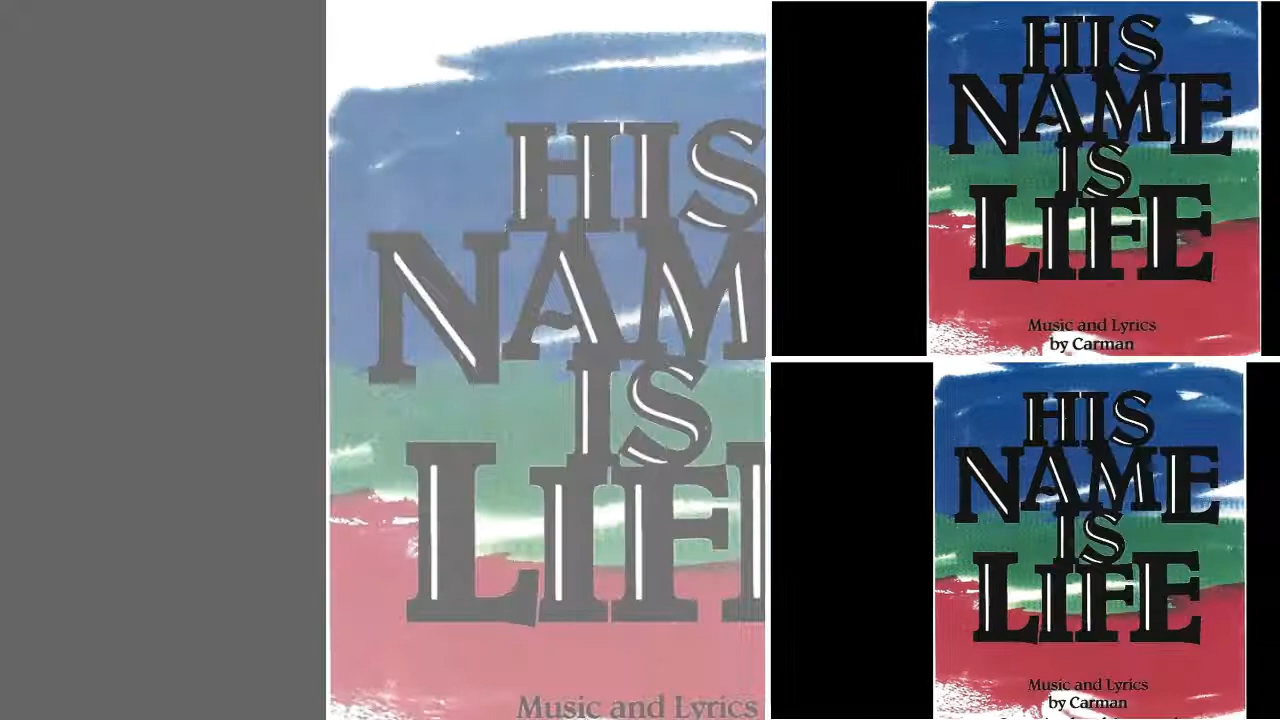 HIS
NAM
IS
LIF
Music and Lyrics
HIS
NAME
IS
LIFE
Music and Lyrics
by Carman
HIS
NAME
IS
LIFE
Music and Lyrics
by Carman